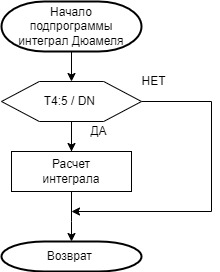 Начало
подпрограммы
интеграл Дюамеля
НЕТ
T4:5 / DN
ДА
Расчет
интеграла
Возврат